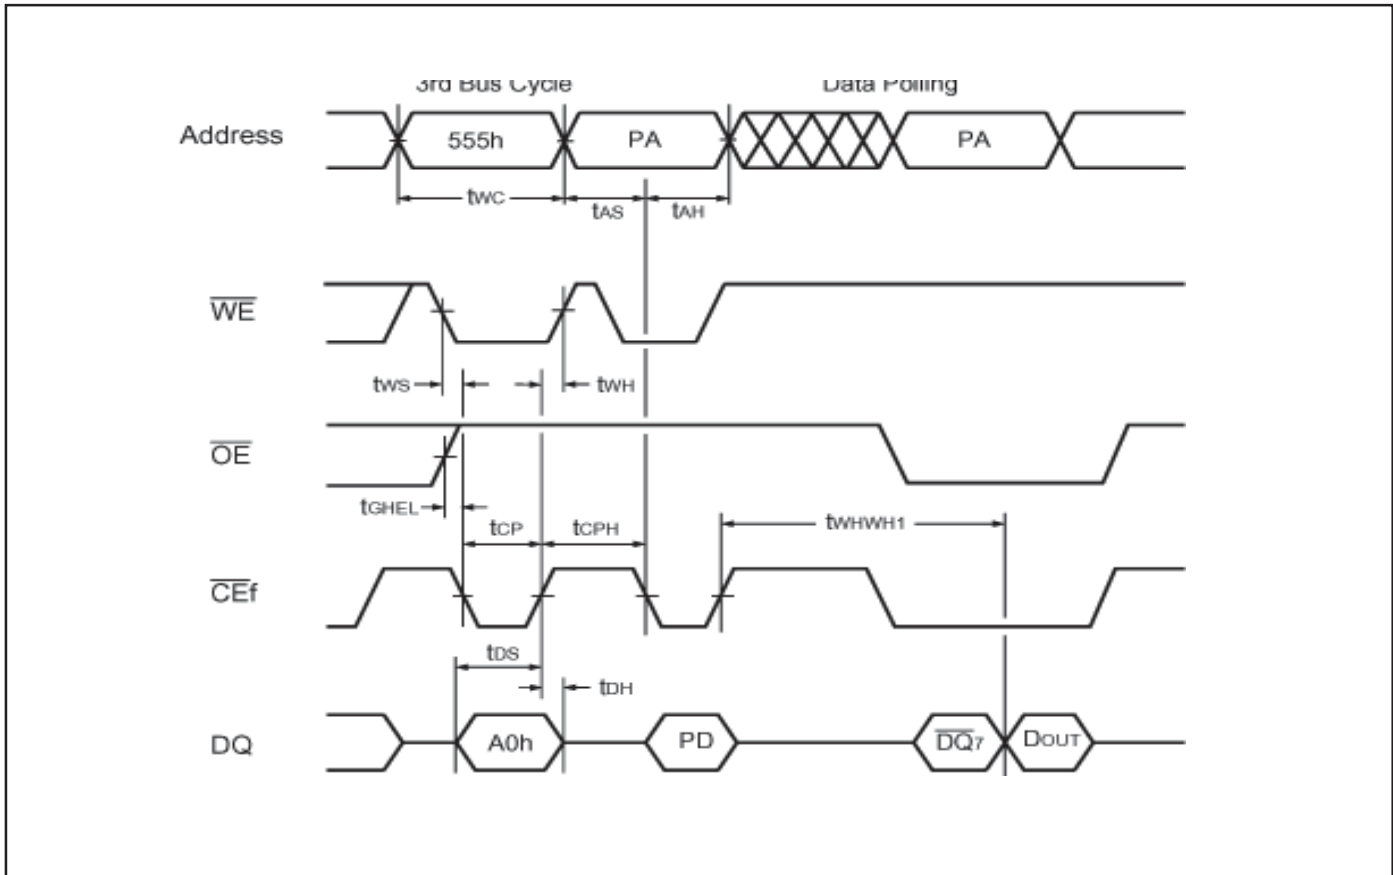 3rd Bus Cycle Data Polling
Address 555h PA PA
tWC tAS tAH
WE
tWS tWH
OE
tGHEL
tCP tCPH tWHWH1
CEf
tDS
tDH
DQ A0h PD DQ7 DOUT